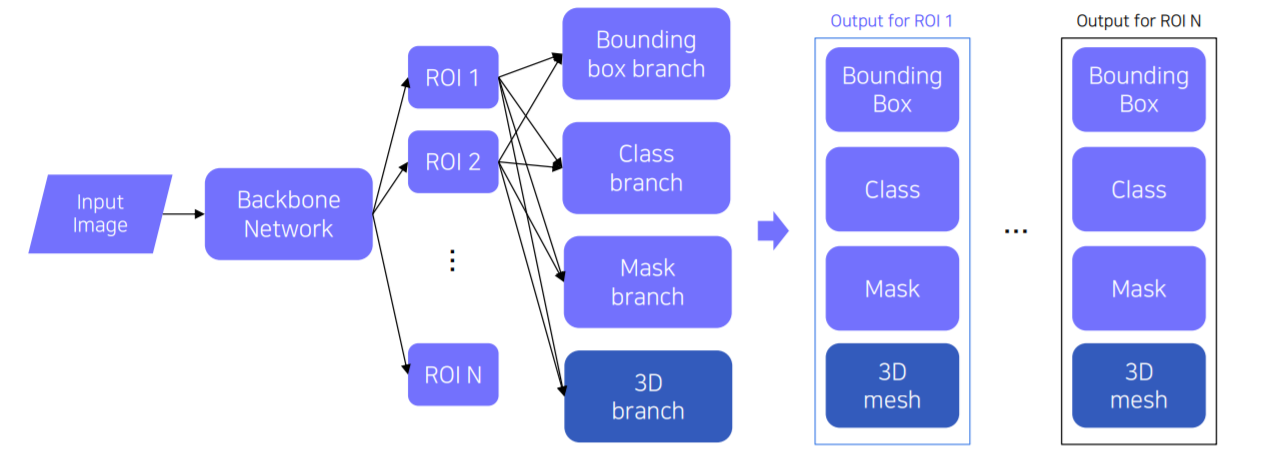 Input
Image
Backbone
Network
ROI 1
ROI 2
⋮
ROI N
Bounding
box branch
Class
branch
Mask
branch
3D
branch
Output for ROI 1
Bounding
Box
Class
Mask
3D
mesh
...
Output for ROI N
Bounding
Box
Class
Mask
3D
mesh